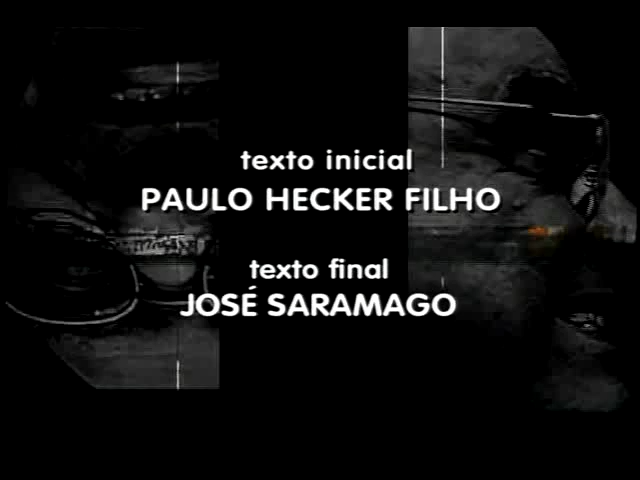 texto inicial
PAULO HECKER FILHO
texto final
JOSÉ SARAMAGO